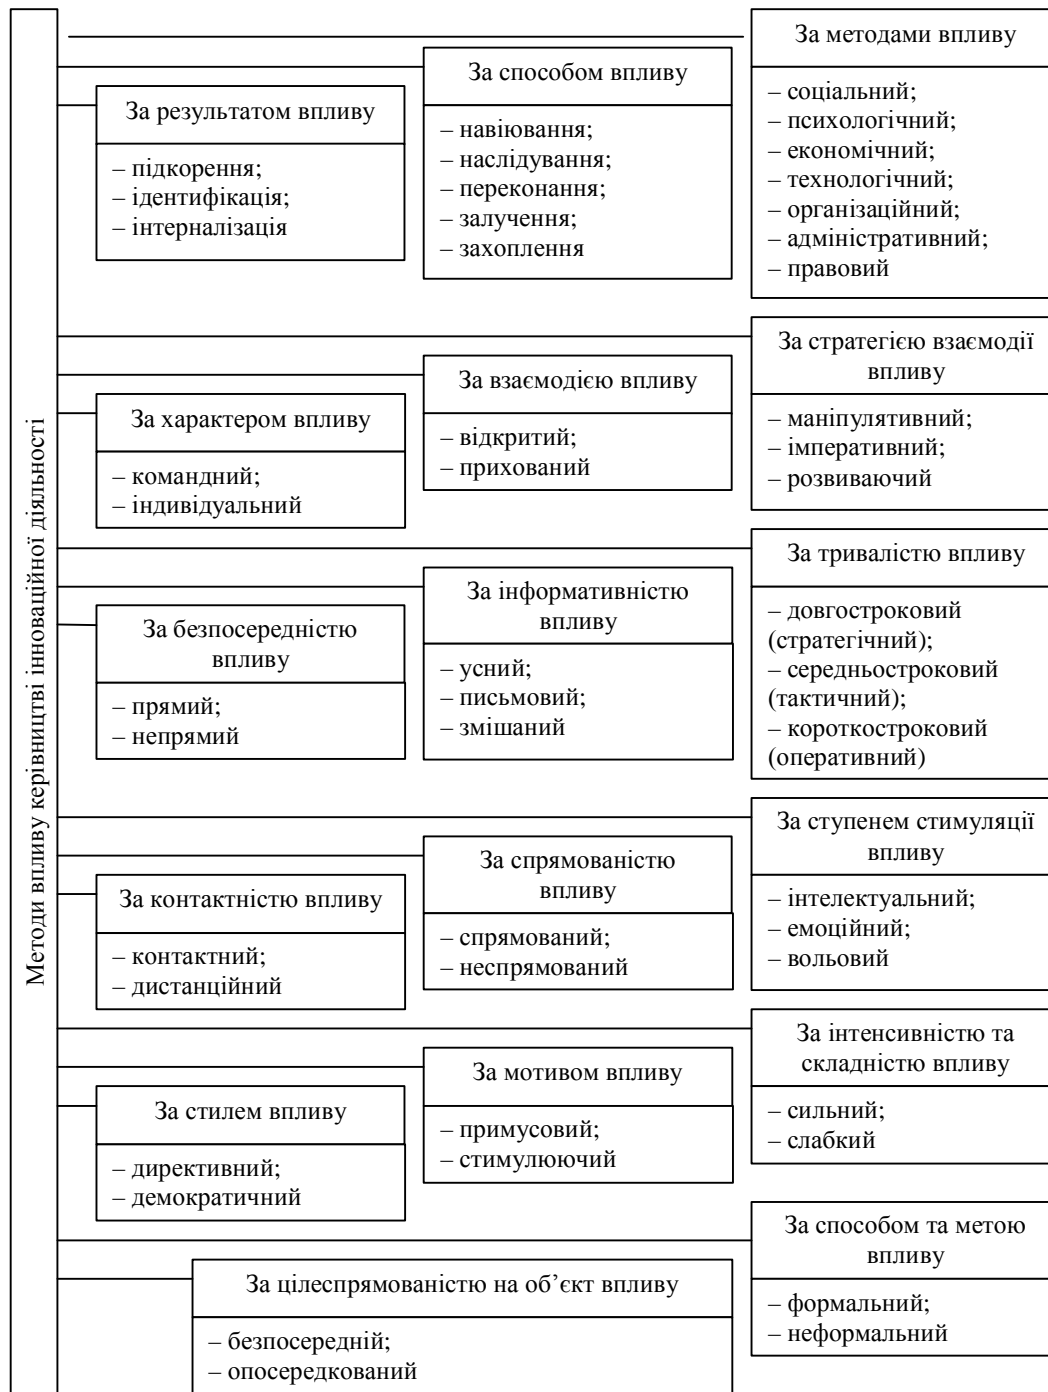 Методи впливу керівництві інноваційної діяльності
За результатом впливу
– підкорення;
– ідентифікація;
– інтерналізація
За способом впливу
– навіювання;
– наслідування;
– переконання;
– залучення;
– захоплення
За методами впливу
– соціальний;
– психологічний;
– економічний;
– технологічний;
– організаційний;
– адміністративний;
– правовий
За характером впливу
– командний;
– індивідуальний
За взаємодією впливу
– відкритий;
– прихований
За стратегією взаємодії
впливу
– маніпулятивний;
– імперативний;
– розвиваючий
За безпосередністю
впливу
– прямий;
– непрямий
За інформативністю
впливу
– усний;
– письмовий;
– змішаний
За тривалістю впливу
– довгостроковий
(стратегічний);
– середньостроковий
(тактичний);
– короткостроковий
(оперативний)
За контактністю впливу
– контактний;
– дистанційний
За спрямованістю
впливу
– спрямований;
– неспрямований
За ступенем стимуляції
впливу
– інтелектуальний;
– емоційний;
– вольовий
За стилем впливу
– директивний;
– демократичний
За мотивом впливу
– примусовий;
– стимулюючий
За інтенсивністю та
складністю впливу
– сильний;
– слабкий
За цілеспрямованістю на об’єкт впливу
– безпосередній;
– опосередкований
За способом та метою
впливу
– формальний;
– неформальний